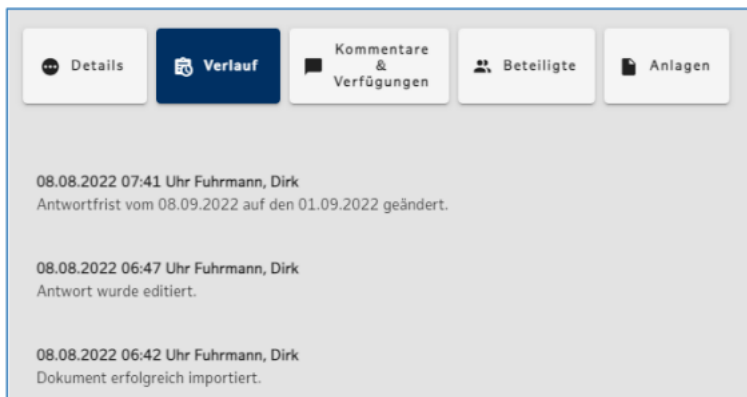 Details
Verlauf
Kommentare
&
Verfügungen
Beteiligte
Anlagen
08.08.2022 07:41 Uhr Fuhrmann, Dirk
Antwortfrist vom 08.09.2022 auf den 01.09.2022 geändert.
08.08.2022 06:47 Uhr Fuhrmann, Dirk
Antwort wurde editiert.
08.08.2022 06:42 Uhr Fuhrmann, Dirk
Dokument erfolgreich importiert.